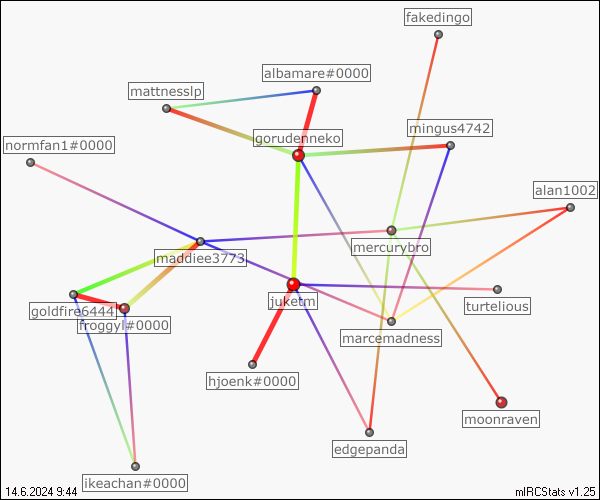 fakedingo
albamare#0000
mattnesslp
mingus4742
gorudenneko
normfan1#0000
alan1002
mercurybro
maddiee3773
turtelious
juketm
goldfire6444
froggyl#0000
marcemadness
hjoenk#0000
moonraven
edgepanda
ikeachan#0000
14.6.2024 9:44
mIRCStats v1.25